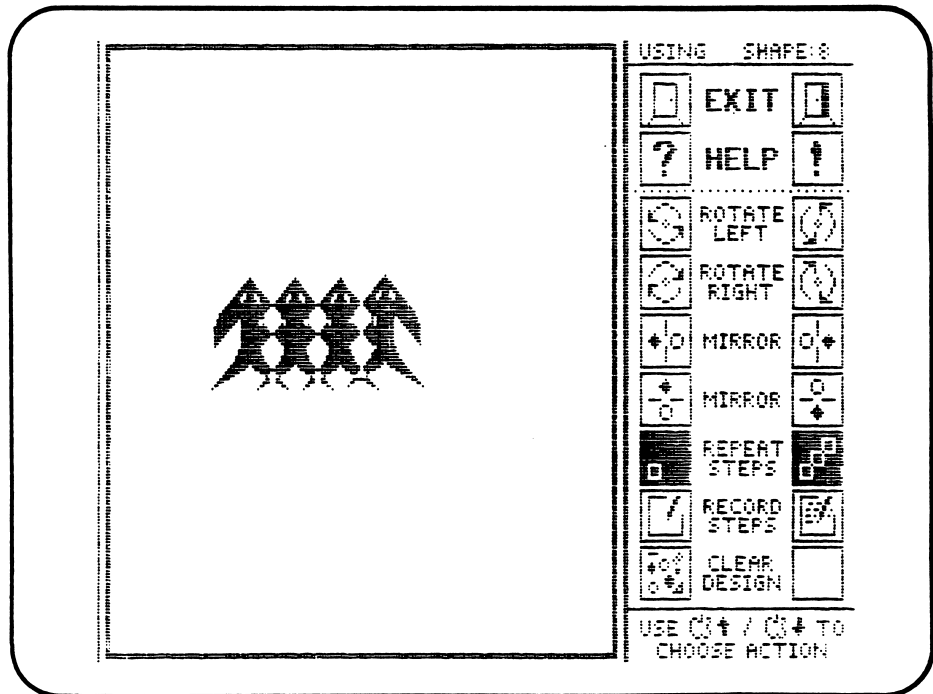 USING SHAPE:8
EXIT
? HELP !
ROTATE
LEFT
ROTATE
RIGHT
MIRROR
MIRROR
REPEAT
STEPS
RECORD
STEPS
CLEAR
DESIGN
USE / TO
CHOOSE ACTION